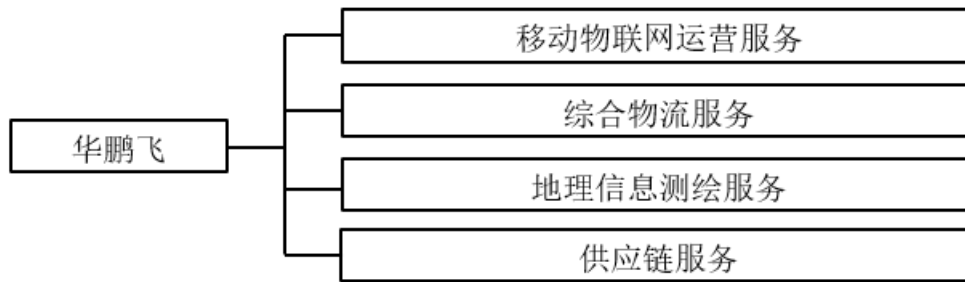 移动物联网运营服务
综合物流服务
华鹏飞
地理信息测绘服务
供应链服务